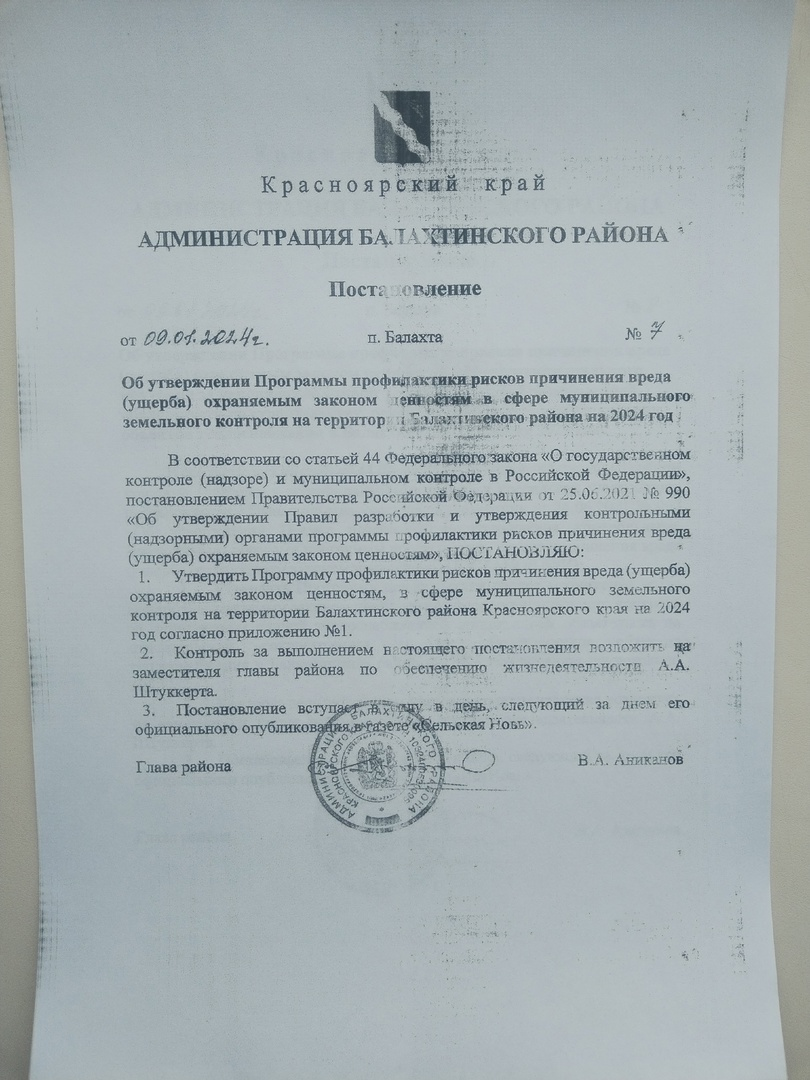 Красноярский край
АДМИНИСТРАЦИЯ БАЛАХТИНСКОГО РАЙОНА
Постановление
от 09.01.2024г. п. Балахта № 7
Об утверждении Программы профилактики рисков причинения вреда
(ущерба) охраняемым законом ценностям в сфере муниципального
земельного контроля на территории Балахтинского района на 2024 год
В соответствии со статьей 44 Федерального закона «О государственном
контроле (надзоре) и муниципальном контроле в Российской Федерации»,
постановлением Правительства Российской Федерации от 25.06.2021 № 990
«Об утверждении Правил разработки и утверждения контрольными
(надзорными) органами программы профилактики рисков причинения вреда
(ущерба) охраняемым законом ценностям», ПОСТАНОВЛЯЮ:
1. Утвердить Программу профилактики рисков причинения вреда (ущерба)
охраняемым законом ценностям, в сфере муниципального земельного
контроля на территории Балахтинского района Красноярского края на 2024
год согласно приложению №1.
2. Контроль за выполнением настоящего постановления возложить на
заместителя главы района по обеспечению жизнедеятельности А.А.
Штуккерта.
3. Постановление вступает в силу в день, следующий за днем его
официального опубликования в газете «Сельская Новь».
Глава района В.А. Аниканов
АДМИНИСТРАЦИЯ БАЛАХТИНСКОГО РАЙОНА
КРАСНОЯРСКОГО КРАЯ